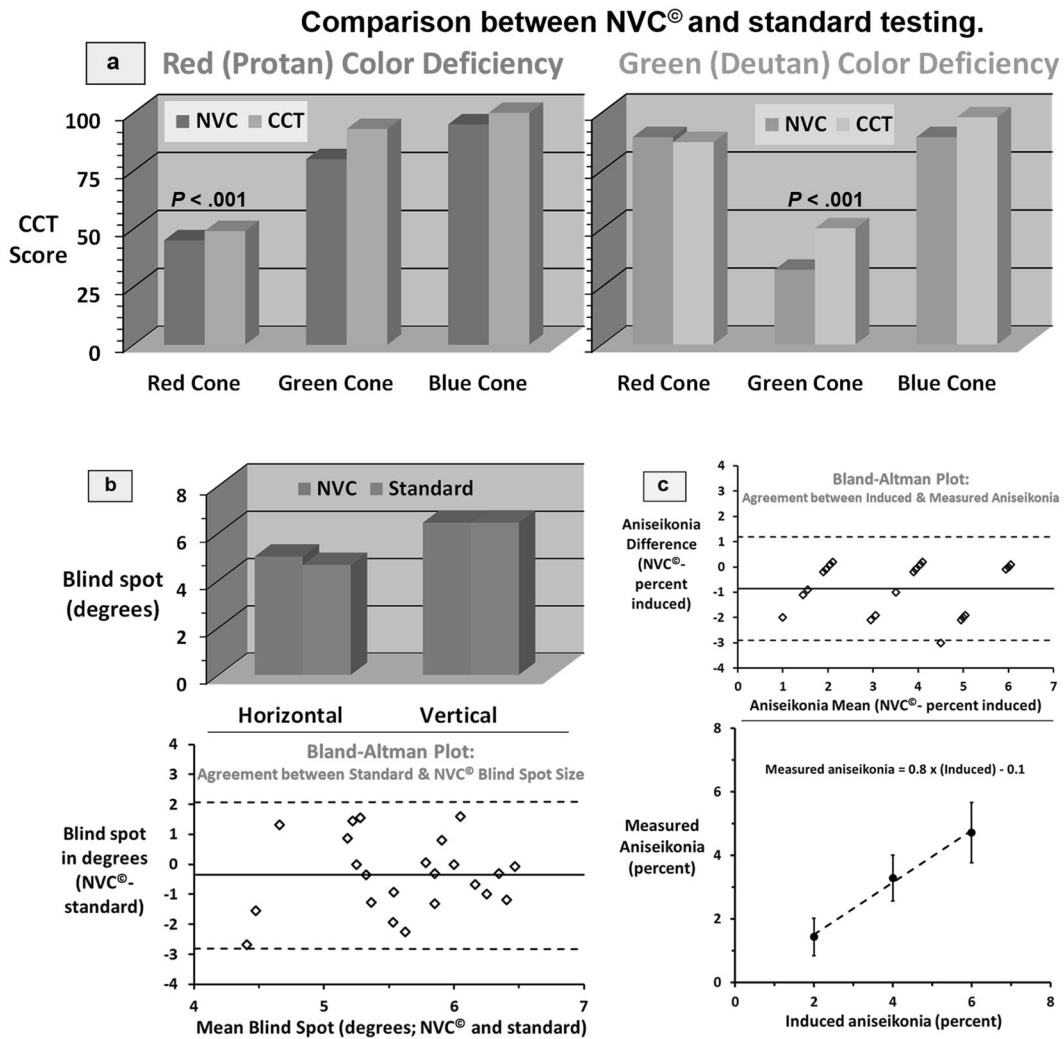 Comparison between NVC© and standard testing.
a
Red (Protan) Color Deficiency
Green (Deutan) Color Deficiency
NVC CCT
100
75
50
25
0
CCT
Score
P < .001
Red Cone Green Cone Blue Cone
NVC CCT
P < .001
Red Cone Green Cone Blue Cone
b
NVC Standard
8
6
4
2
0
Blind spot
(degrees)
Horizontal Vertical
Bland-Altman Plot:
Agreement between Standard & NVC© Blind Spot Size
4
3
2
1
0
-1
-2
-3
-4
Blind spot
in degrees
(NVC©-
standard)
4 5 6 7
Mean Blind Spot (degrees; NVC© and standard)
c
Bland-Altman Plot:
Agreement between Induced & Measured Aniseikonia
4
3
2
1
0
-1
-2
-3
-4
Aniseikonia
Difference
(NVC©-
percent
induced)
0 1 2 3 4 5 6 7
Aniseikonia Mean (NVC©- percent induced)
8
6
4
2
0
Measured aniseikonia = 0.8 x (Induced) - 0.1
Measured
Aniseikonia
(percent)
0 2 4 6 8
Induced aniseikonia (percent)